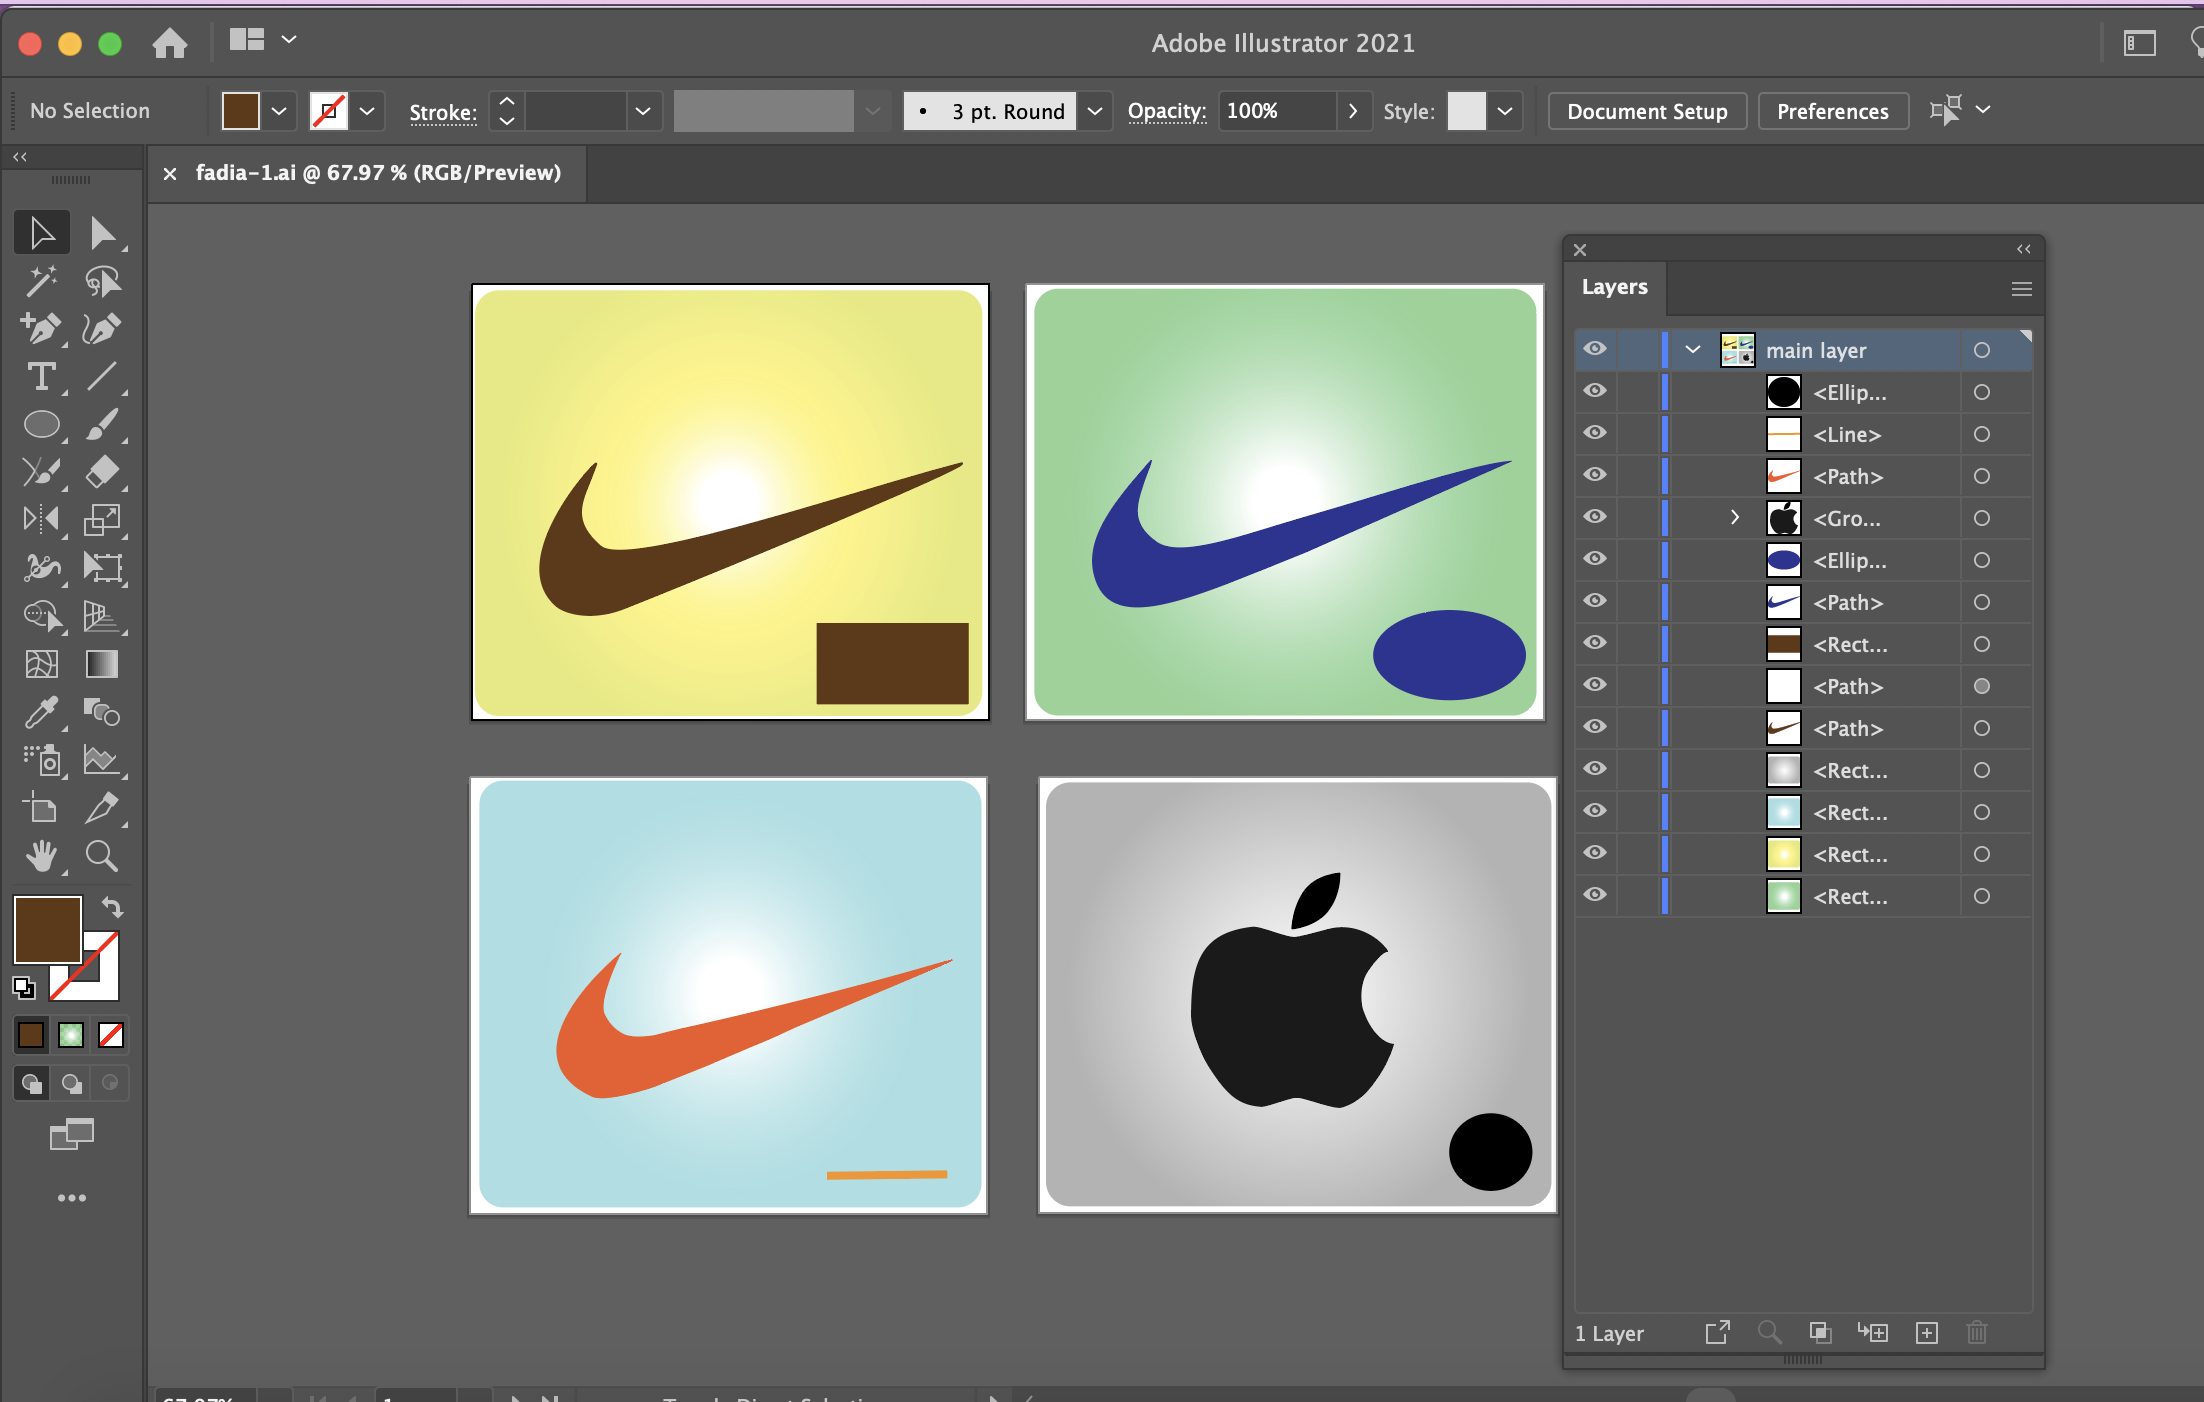 Adobe Illustrator 2021
No Selection
Stroke:
3 pt. Round
Opacity: 100%
Style:
Document Setup
Preferences
fadia-1.ai @ 67.97 % (RGB/Preview)
Layers
main layer
<Ellip...
<Line>
<Path>
<Gro...
<Ellip...
<Path>
<Rect...
<Path>
<Path>
<Rect...
<Rect...
<Rect...
<Rect...
1 Layer